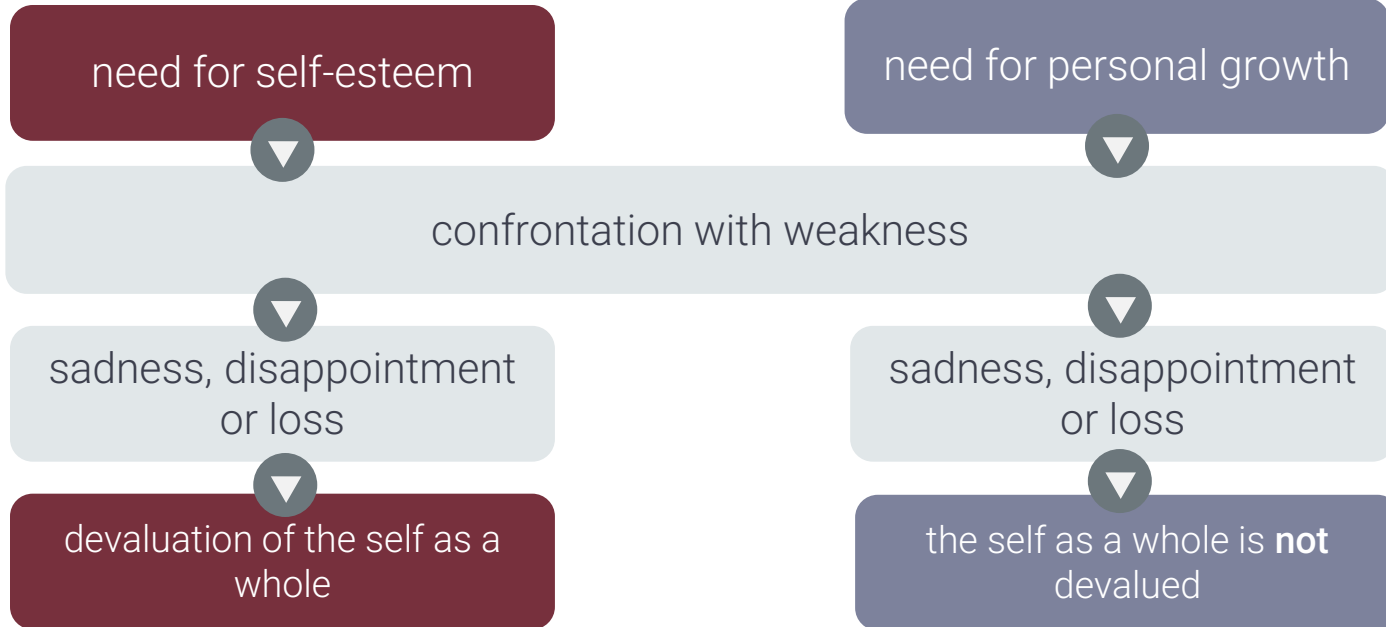 need for self-esteem
need for personal growth
confrontation with weakness
sadness, disappointment
or loss
sadness, disappointment
or loss
devaluation of the self as a
whole
the self as a whole is not
devalued